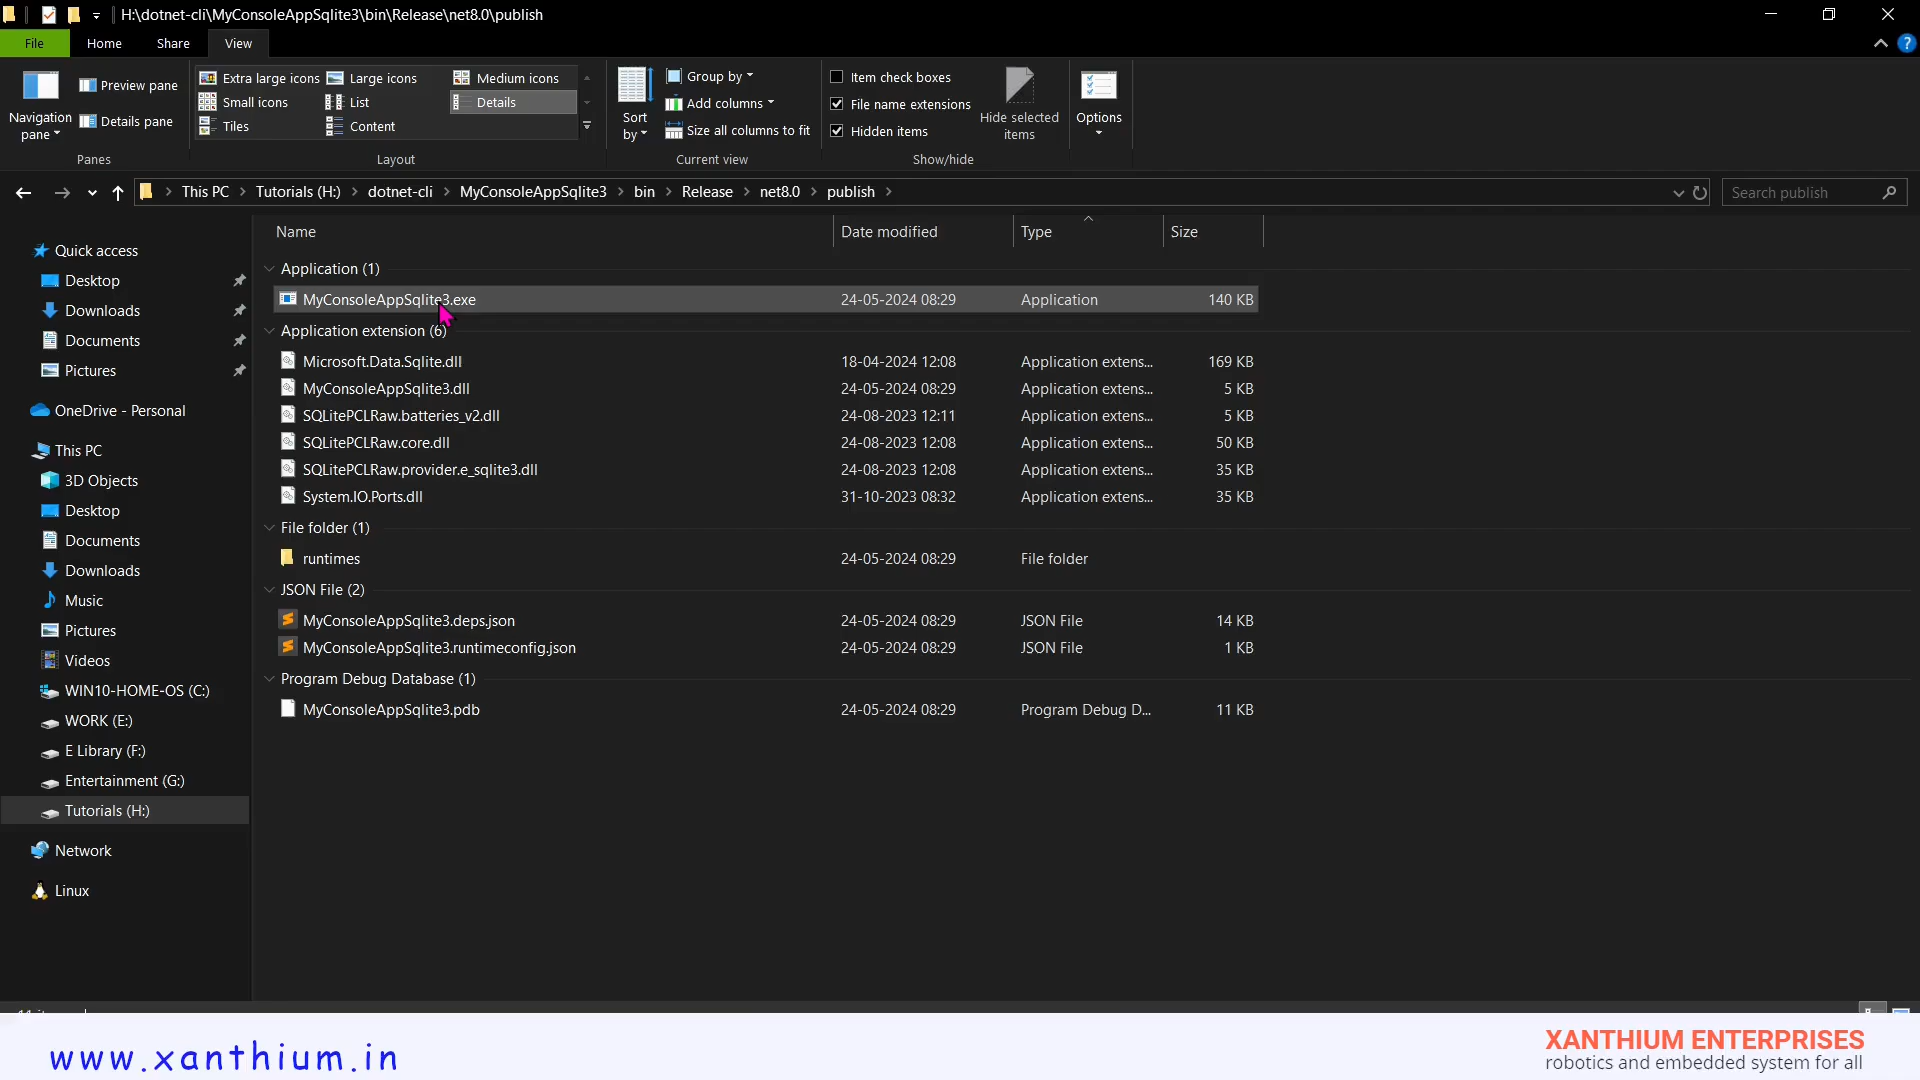 H:\dotnet-cli\MyConsoleAppSqlite3\bin\Release\net8.0\publish
File Home Share View
Navigation pane
Preview pane
Details pane
Panes
Extra large icons Large icons Medium icons
Small icons List Details
Tiles Content
Layout
Sort by
Group by
Add columns
Size all columns to fit
Current view
Item check boxes
File name extensions
Hidden items
Hide selected items
Show/hide
Options
This PC > Tutorials (H:) > dotnet-cli > MyConsoleAppSqlite3 > bin > Release > net8.0 > publish >
Search publish
Quick access
Desktop
Downloads
Documents
Pictures
OneDrive - Personal
This PC
3D Objects
Desktop
Documents
Downloads
Music
Pictures
Videos
WIN10-HOME-OS (C:)
WORK (E:)
E Library (F:)
Entertainment (G:)
Tutorials (H:)
Network
Linux
Name Date modified Type Size
Application (1)
MyConsoleAppSqlite3.exe 24-05-2024 08:29 Application 140 KB
Application extension (6)
Microsoft.Data.Sqlite.dll 18-04-2024 12:08 Application extens... 169 KB
MyConsoleAppSqlite3.dll 24-05-2024 08:29 Application extens... 5 KB
SQLitePCLRaw.batteries_v2.dll 24-08-2023 12:11 Application extens... 5 KB
SQLitePCLRaw.core.dll 24-08-2023 12:08 Application extens... 50 KB
SQLitePCLRaw.provider.e_sqlite3.dll 24-08-2023 12:08 Application extens... 35 KB
System.IO.Ports.dll 31-10-2023 08:32 Application extens... 35 KB
File folder (1)
runtimes 24-05-2024 08:29 File folder
JSON File (2)
MyConsoleAppSqlite3.deps.json 24-05-2024 08:29 JSON File 14 KB
MyConsoleAppSqlite3.runtimeconfig.json 24-05-2024 08:29 JSON File 1 KB
Program Debug Database (1)
MyConsoleAppSqlite3.pdb 24-05-2024 08:29 Program Debug D... 11 KB
www.xanthium.in
XANTHIUM ENTERPRISES
robotics and embedded system for all